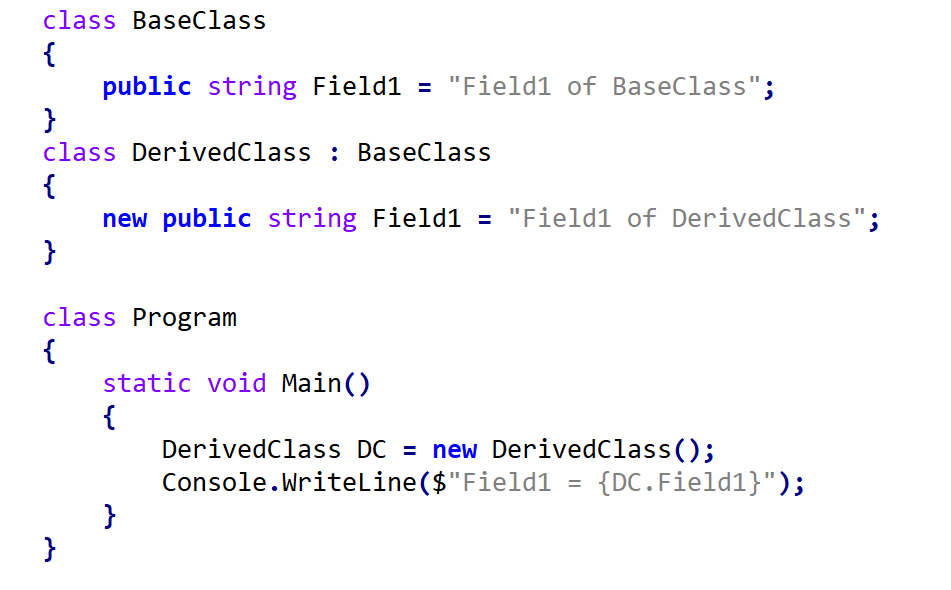 class BaseClass
{
    public string Field1 = "Field1 of BaseClass";
}
class DerivedClass : BaseClass
{
    new public string Field1 = "Field1 of DerivedClass";
}

class Program
{
    static void Main()
    {
        DerivedClass DC = new DerivedClass();
        Console.WriteLine($"Field1 = {DC.Field1}");
    }
}